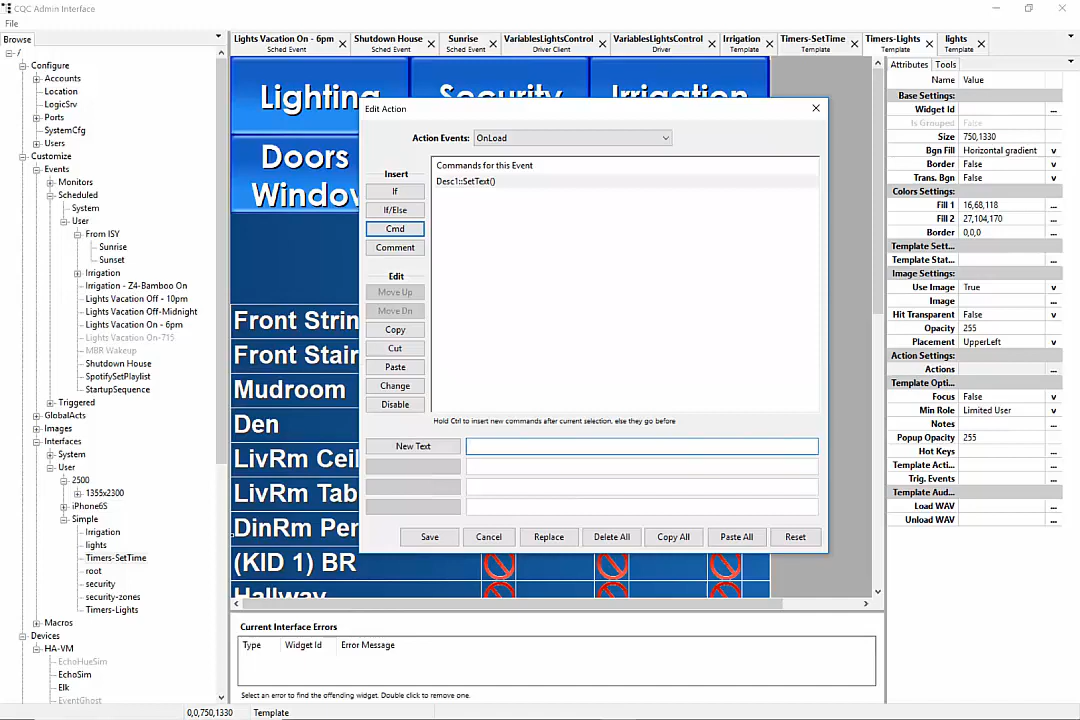 CQC Admin Interface
File
Browse
/
Configure
Accounts
Location
LogicSrv
Ports
SystemCfg
Users
Customize
Events
Monitors
Scheduled
System
User
From ISY
Sunrise
Sunset
Irrigation
Irrigation - Z4-Bamboo On
Lights Vacation Off - 10pm
Lights Vacation Off-Midnight
Lights Vacation On - 6pm
Lights Vacation On-715
MBR Wakeup
Shutdown House
SpotifySetPlaylist
StartupSequence
Triggered
GlobalActs
Images
Interfaces
System
User
2500
1355x2300
iPhone6S
Simple
Irrigation
lights
Timers-SetTime
root
security
security-zones
Timers-Lights
Macros
Devices
HA-VM
EchoHueSim
EchoSim
Elk
EventGhost
Lights Vacation On - 6pm
Sched Event
Shutdown House
Sched Event
Sunrise
Sched Event
VariablesLightsControl
Driver Client
VariablesLightsControl
Driver
Irrigation
Template
Timers-SetTime
Template
Timers-Lights
Template
lights
Template
Lighting
Security
Irrigation
Doors
Window
Front Strin
Front Stair
Mudroom
Den
LivRm Ceil
LivRm Tab
DinRm Per
(KID 1) BR
Hallway
Edit Action
Action Events: OnLoad
Insert
If
If/Else
Cmd
Comment
Edit
Move Up
Move Dn
Copy
Cut
Paste
Change
Disable
Commands for this Event
Desc1::SetText()
Hold Ctrl to insert new commands after current selection, else they go before
New Text
Save Cancel Replace Delete All Copy All Paste All Reset
Current Interface Errors
Type Widget Id Error Message
Select an error to find the offending widget. Double click to remove one.
Attributes Tools
Name Value
Base Settings:
Widget Id ...
Is Grouped False
Size 750,1330
Bgn Fill Horizontal gradient v
Border False v
Trans. Bgn False v
Colors Settings:
Fill 1 16,68,118 ...
Fill 2 27,104,170 ...
Border 0,0,0 ...
Template Sett...
Template Stat... ...
Image Settings:
Use Image True v
Image ...
Hit Transparent False v
Opacity 255
Placement UpperLeft v
Action Settings:
Actions ...
Template Opti...
Focus False v
Min Role Limited User v
Notes ...
Popup Opacity 255
Hot Keys ...
Template Acti...
Trig. Events ...
Template Aud...
Load WAV ...
Unload WAV ...
0,0,750,1330 Template